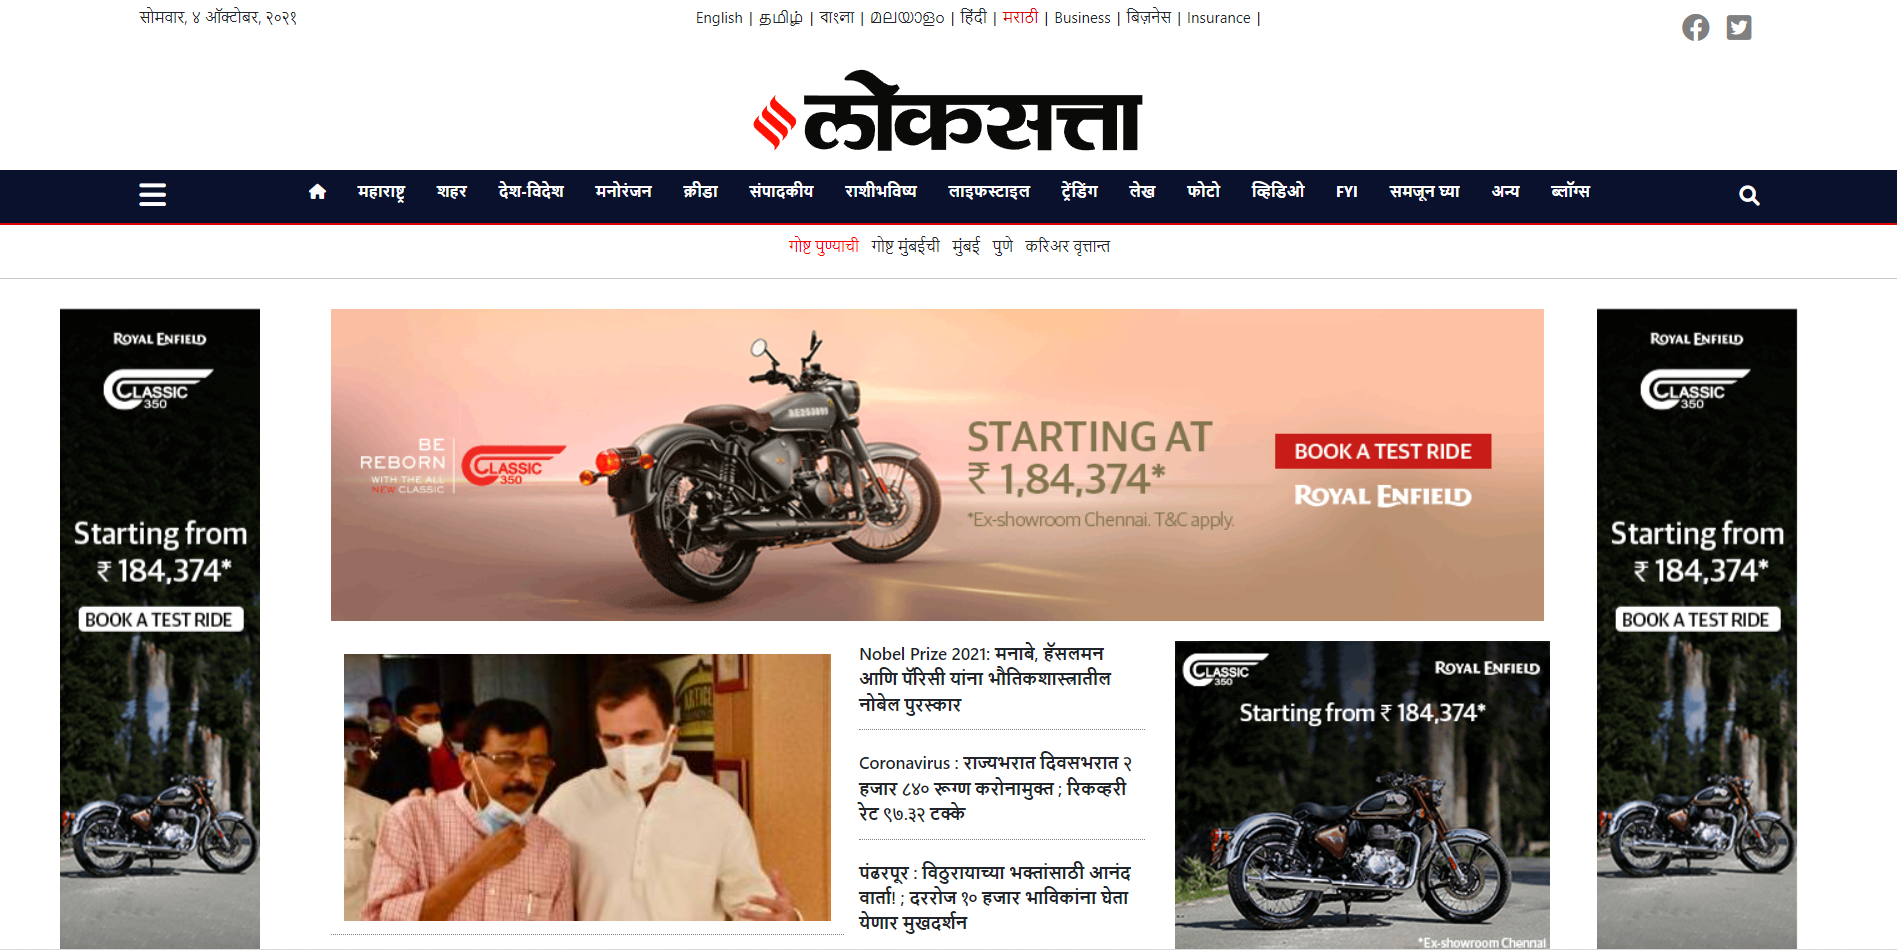 सोमवार, ४ ऑक्टोबर, २०२१
English | தமிழ் | বাংলা | മലയാളം | हिंदी | मराठी | Business | बिज़नेस | Insurance |
लोकसत्ता
महाराष्ट्र शहर देश-विदेश मनोरंजन क्रीडा संपादकीय राशीभविष्य लाइफस्टाइल ट्रेंडिंग लेख फोटो व्हिडिओ FYI समजून घ्या अन्य ब्लॉग्स
गोष्ट पुण्याची गोष्ट मुंबईची मुंबई पुणे करिअर वृत्तान्त
ROYAL ENFIELD
CLASSIC
350
Starting from
₹ 184,374*
BOOK A TEST RIDE
BE
REBORN
WITH THE ALL
NEW CLASSIC
CLASSIC
350
STARTING AT
₹ 1,84,374*
*Ex-showroom Chennai. T&C apply.
BOOK A TEST RIDE
ROYAL ENFIELD
ROYAL ENFIELD
CLASSIC
350
Starting from
₹ 184,374*
BOOK A TEST RIDE
Nobel Prize 2021: मनाबे, हॅसलमन
आणि पॅरिसी यांना भौतिकशास्त्रातील
नोबेल पुरस्कार
Coronavirus : राज्यभरात दिवसभरात २
हजार ८४० रूग्ण करोनामुक्त ; रिकव्हरी
रेट ९७.३२ टक्के
पंढरपूर : विठुरायाच्या भक्तांसाठी आनंद
वार्ता! ; दररोज १० हजार भाविकांना घेता
येणार मुखदर्शन
CLASSIC
350
ROYAL ENFIELD
Starting from ₹ 184,374*
*Ex-showroom Chennai